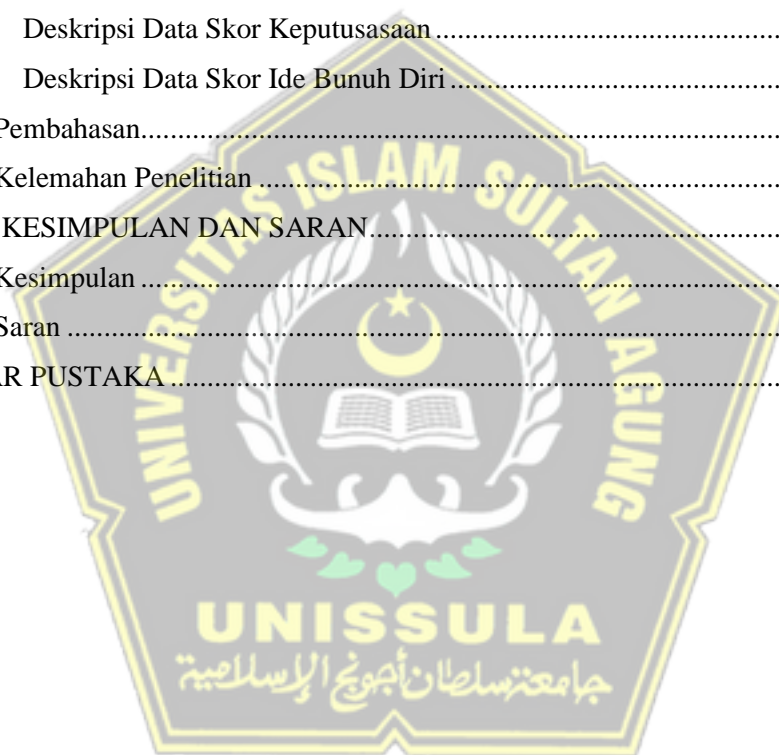 Deskripsi Data Skor Keputusasaan ................................................
Deskripsi Data Skor Ide Bunuh Diri ..............................................
Pembahasan.......................................................................................
Kelemahan Penelitian .......................................................................
KESIMPULAN DAN SARAN.........................................................
Kesimpulan .......................................................................................
Saran .................................................................................................
AR PUSTAKA ..................................................................................
UNIVERSITAS ISLAM SULTAN AGUNG
UNISSULA
جامعة سلطان أجونج الإسلامية